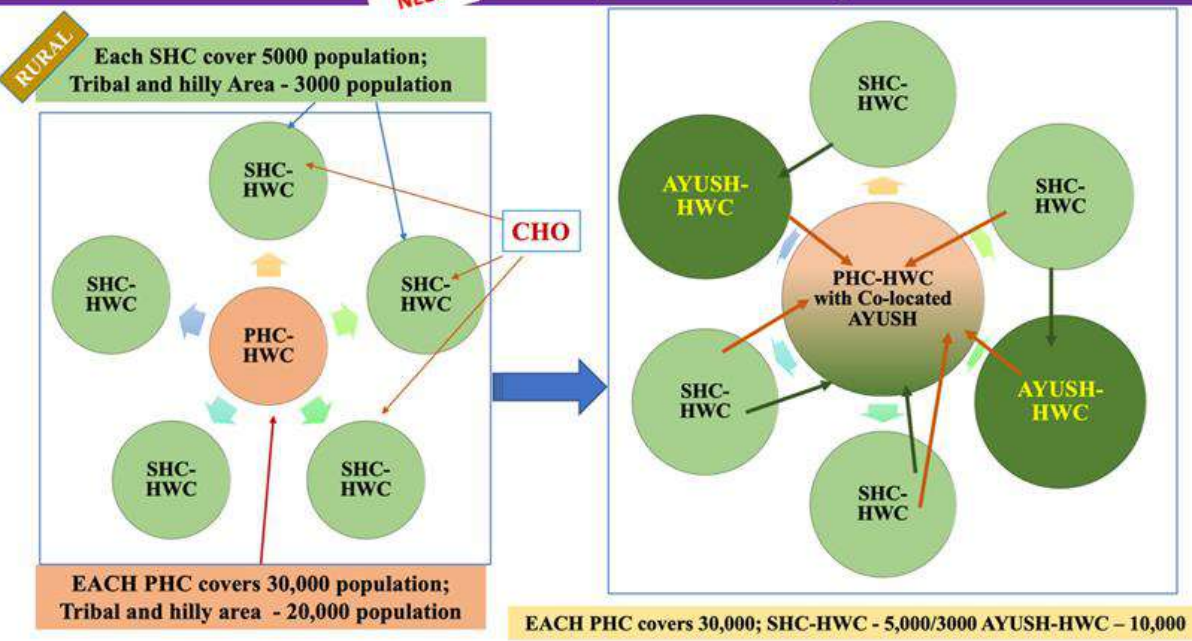 RURAL
Each SHC cover 5000 population;
Tribal and hilly Area - 3000 population
SHC-
HWC
SHC-
HWC
CHO
SHC-
HWC
PHC-
HWC
SHC-
HWC
SHC-
HWC
EACH PHC covers 30,000 population;
Tribal and hilly area - 20,000 population
SHC-
HWC
AYUSH-
HWC
SHC-
HWC
PHC-HWC
with Co-located
AYUSH
SHC-
HWC
AYUSH-
HWC
SHC-
HWC
EACH PHC covers 30,000; SHC-HWC - 5,000/3000 AYUSH-HWC – 10,000